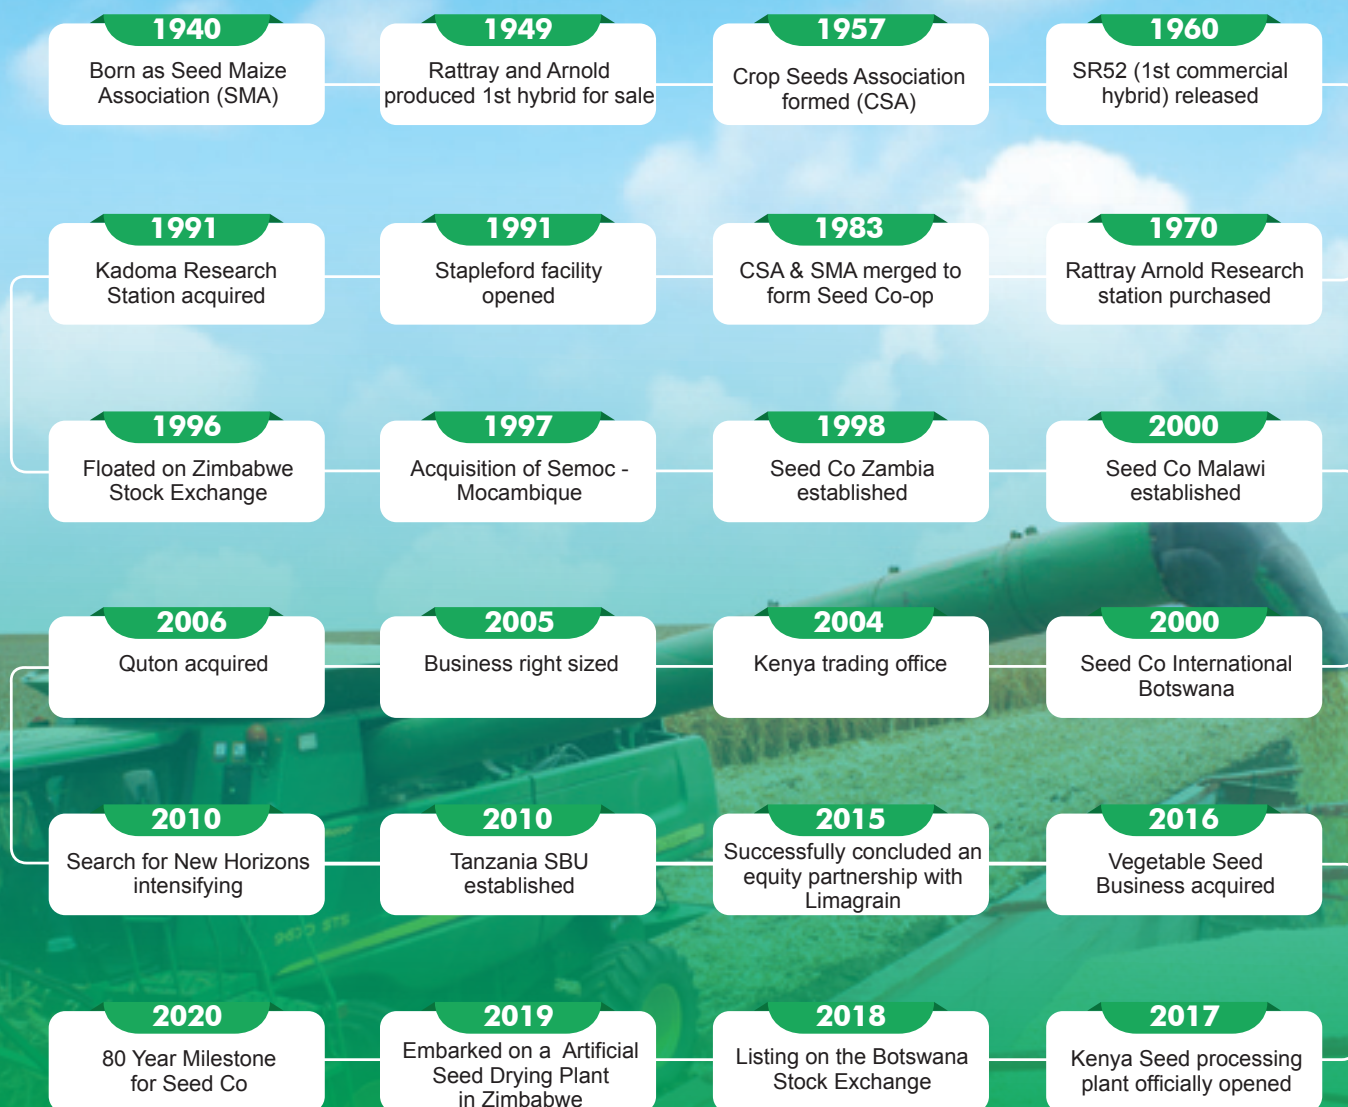 1940
Born as Seed Maize
Association (SMA)
1949
Rattray and Arnold
produced 1st hybrid for sale
1957
Crop Seeds Association
formed (CSA)
1960
SR52 (1st commercial
hybrid) released
1991
Kadoma Research
Station acquired
1991
Stapleford facility
opened
1983
CSA & SMA merged to
form Seed Co-op
1970
Rattray Arnold Research
station purchased
1996
Floated on Zimbabwe
Stock Exchange
1997
Acquisition of Semoc -
Mocambique
1998
Seed Co Zambia
established
2000
Seed Co Malawi
established
2006
Quton acquired
2005
Business right sized
2004
Kenya trading office
2000
Seed Co International
Botswana
2010
Search for New Horizons
intensifying
2010
Tanzania SBU
established
2015
Successfully concluded an
equity partnership with
Limagrain
2016
Vegetable Seed
Business acquired
2020
80 Year Milestone
for Seed Co
2019
Embarked on a Artificial
Seed Drying Plant
in Zimbabwe
2018
Listing on the Botswana
Stock Exchange
2017
Kenya Seed processing
plant officially opened